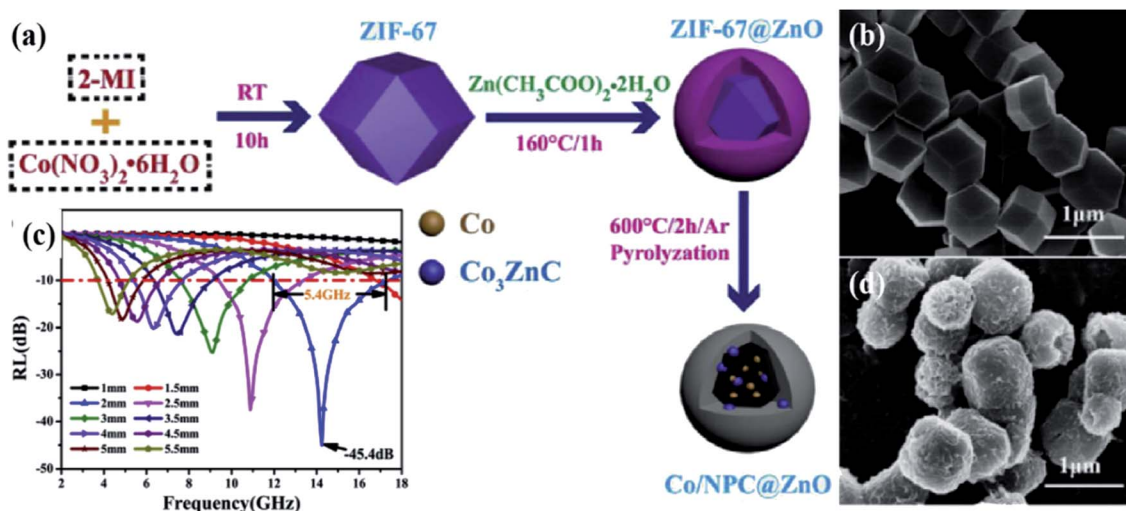 (a)
2-MI
+
Co(NO₃)₂•6H₂O
RT
10h
ZIF-67
Zn(CH₃COO)₂•2H₂O
160°C/1h
ZIF-67@ZnO
600°C/2h/Ar
Pyrolyzation
Co/NPC@ZnO
Co
Co₃ZnC
(b)
1μm
(c)
RL(dB)
-10
-20
-30
-40
-50
2 4 6 8 10 12 14 16 18
Frequency(GHz)
5.4GHz
-45.4dB
1mm 1.5mm
2mm 2.5mm
3mm 3.5mm
4mm 4.5mm
5mm 5.5mm
(d)
1μm